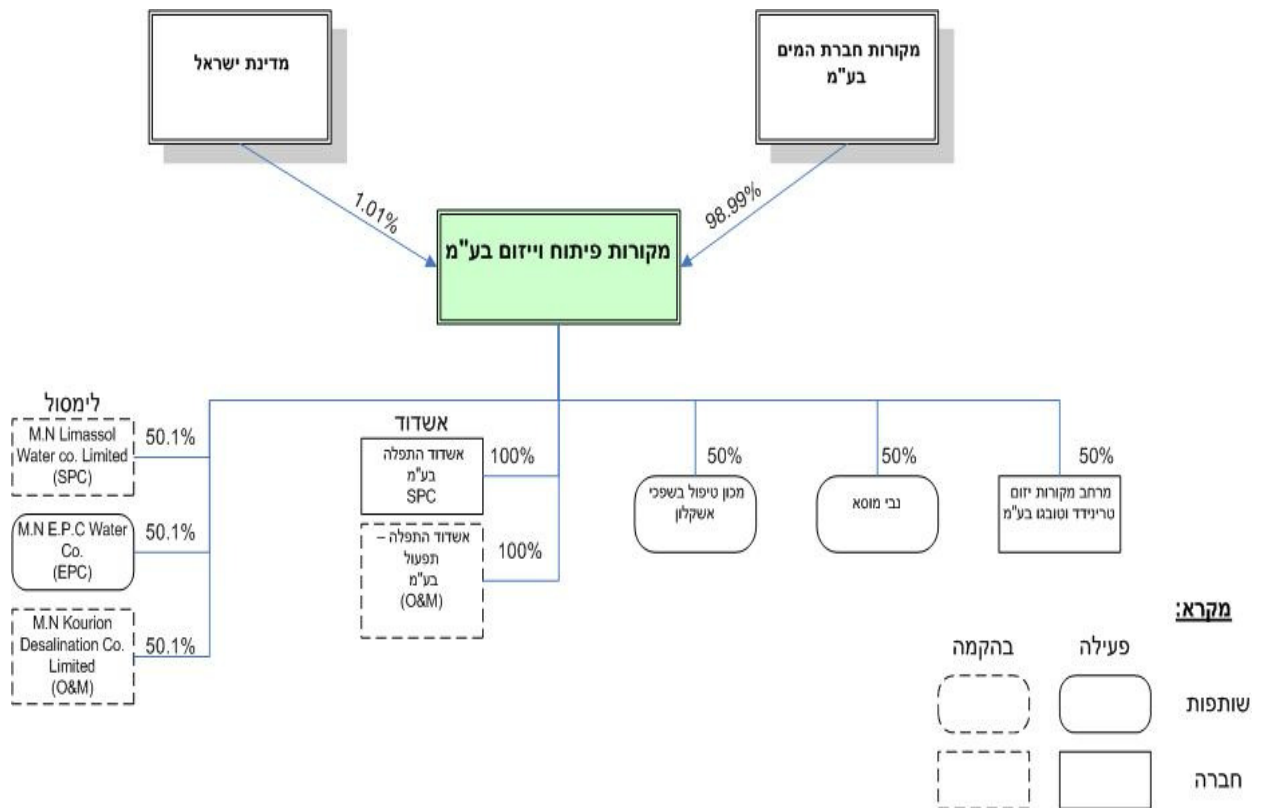 מקורות חברת המים
בע"מ
מדינת ישראל
98.99%
1.01%
מקורות פיתוח וייזום בע"מ
לימסול
M.N Limassol
Water co. Limited
(SPC)
50.1%
M.N E.P.C Water
Co.
(EPC)
50.1%
M.N Kourion
Desalination Co.
Limited
(O&M)
50.1%
אשדוד
אשדוד התפלה
בע"מ
SPC
100%
אשדוד התפלה –
תפעול
בע"מ
(O&M)
100%
50%
מכון טיפול בשפכי
אשקלון
50%
נבי מוסא
50%
מרחב מקורות יזום
טרינידד וטובגו בע"מ
מקרא:
פעילה
בהקמה
שותפות
חברה